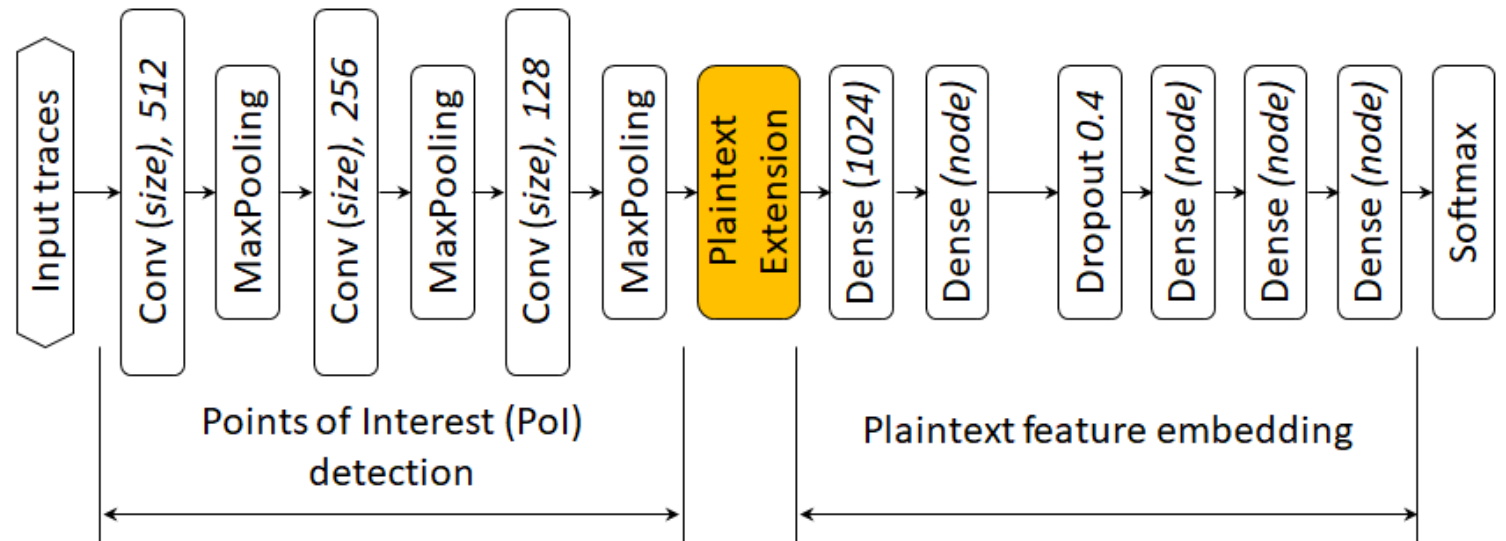 Input traces
Conv (size), 512
MaxPooling
Conv (size), 256
MaxPooling
Conv (size), 128
MaxPooling
Plaintext
Extension
Dense (1024)
Dense (node)
Dropout 0.4
Dense (node)
Dense (node)
Dense (node)
Softmax
Points of Interest (PoI)
detection
Plaintext feature embedding